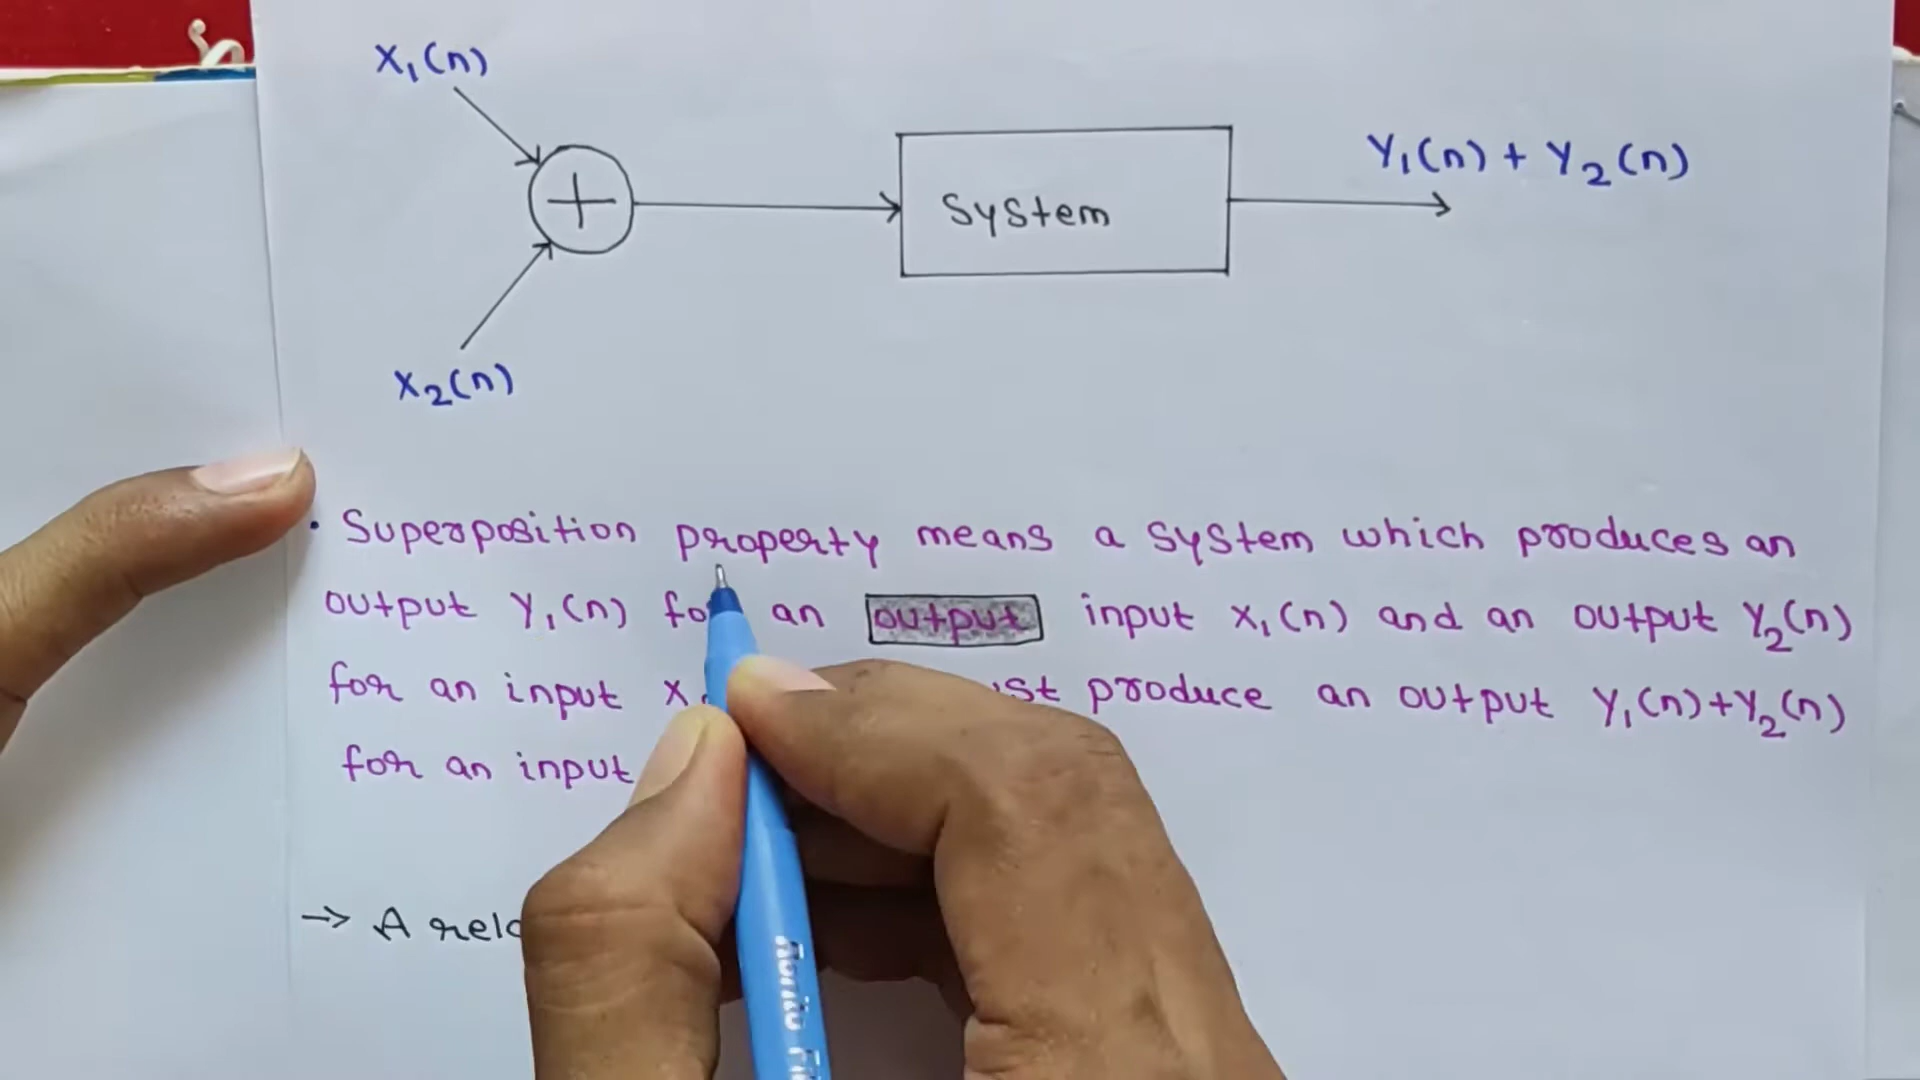 X₁(n)
Y₁(n) + Y₂(n)
System
X₂(n)
• Superposition property means a system which produces an
output Y₁(n) for an output input X₁(n) and an output Y₂(n)
for an input X produce an output Y₁(n)+Y₂(n)
for an input
→ A